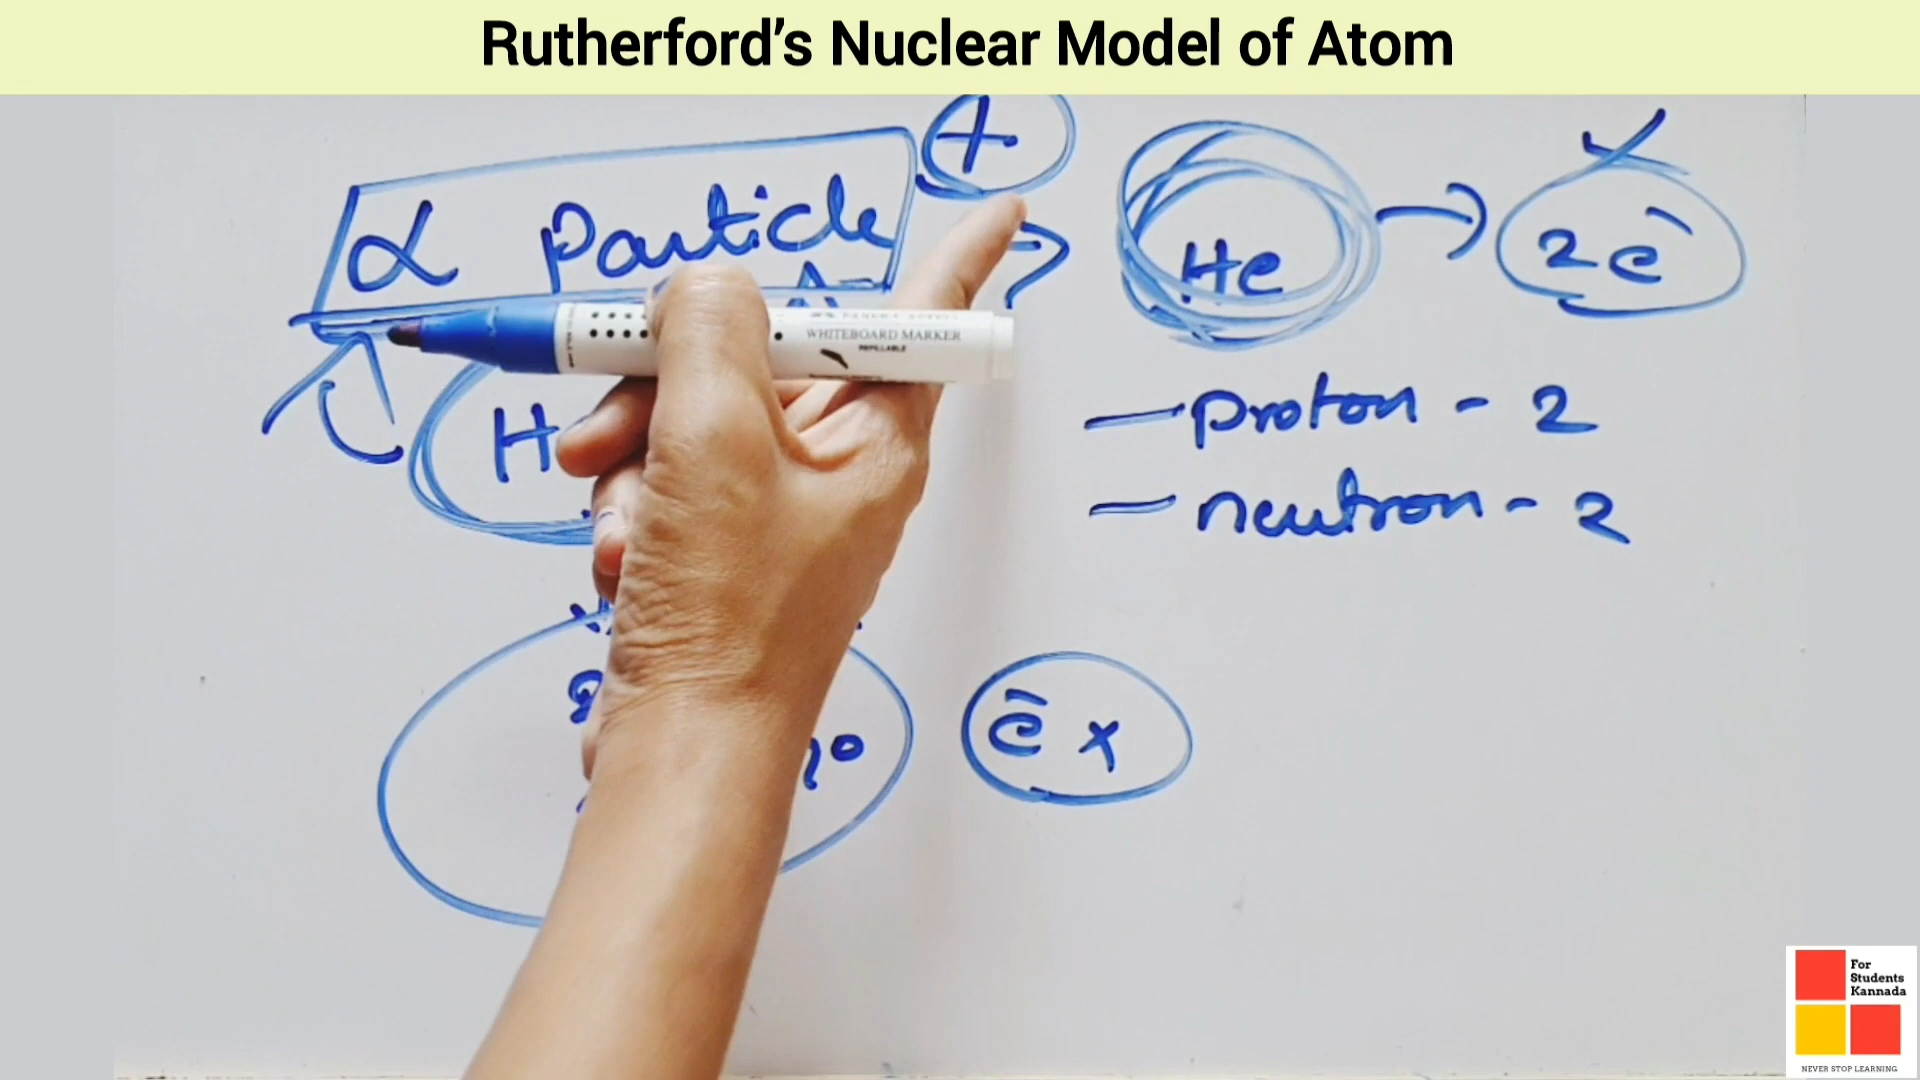 Rutherford's Nuclear Model of Atom
+
α Particle → He → 2e⁻
WHITEBOARD MARKER
REFILLABLE
H
- Proton - 2
- neutron - 2
e⁻ x
For
Students
Kannada
NEVER STOP LEARNING